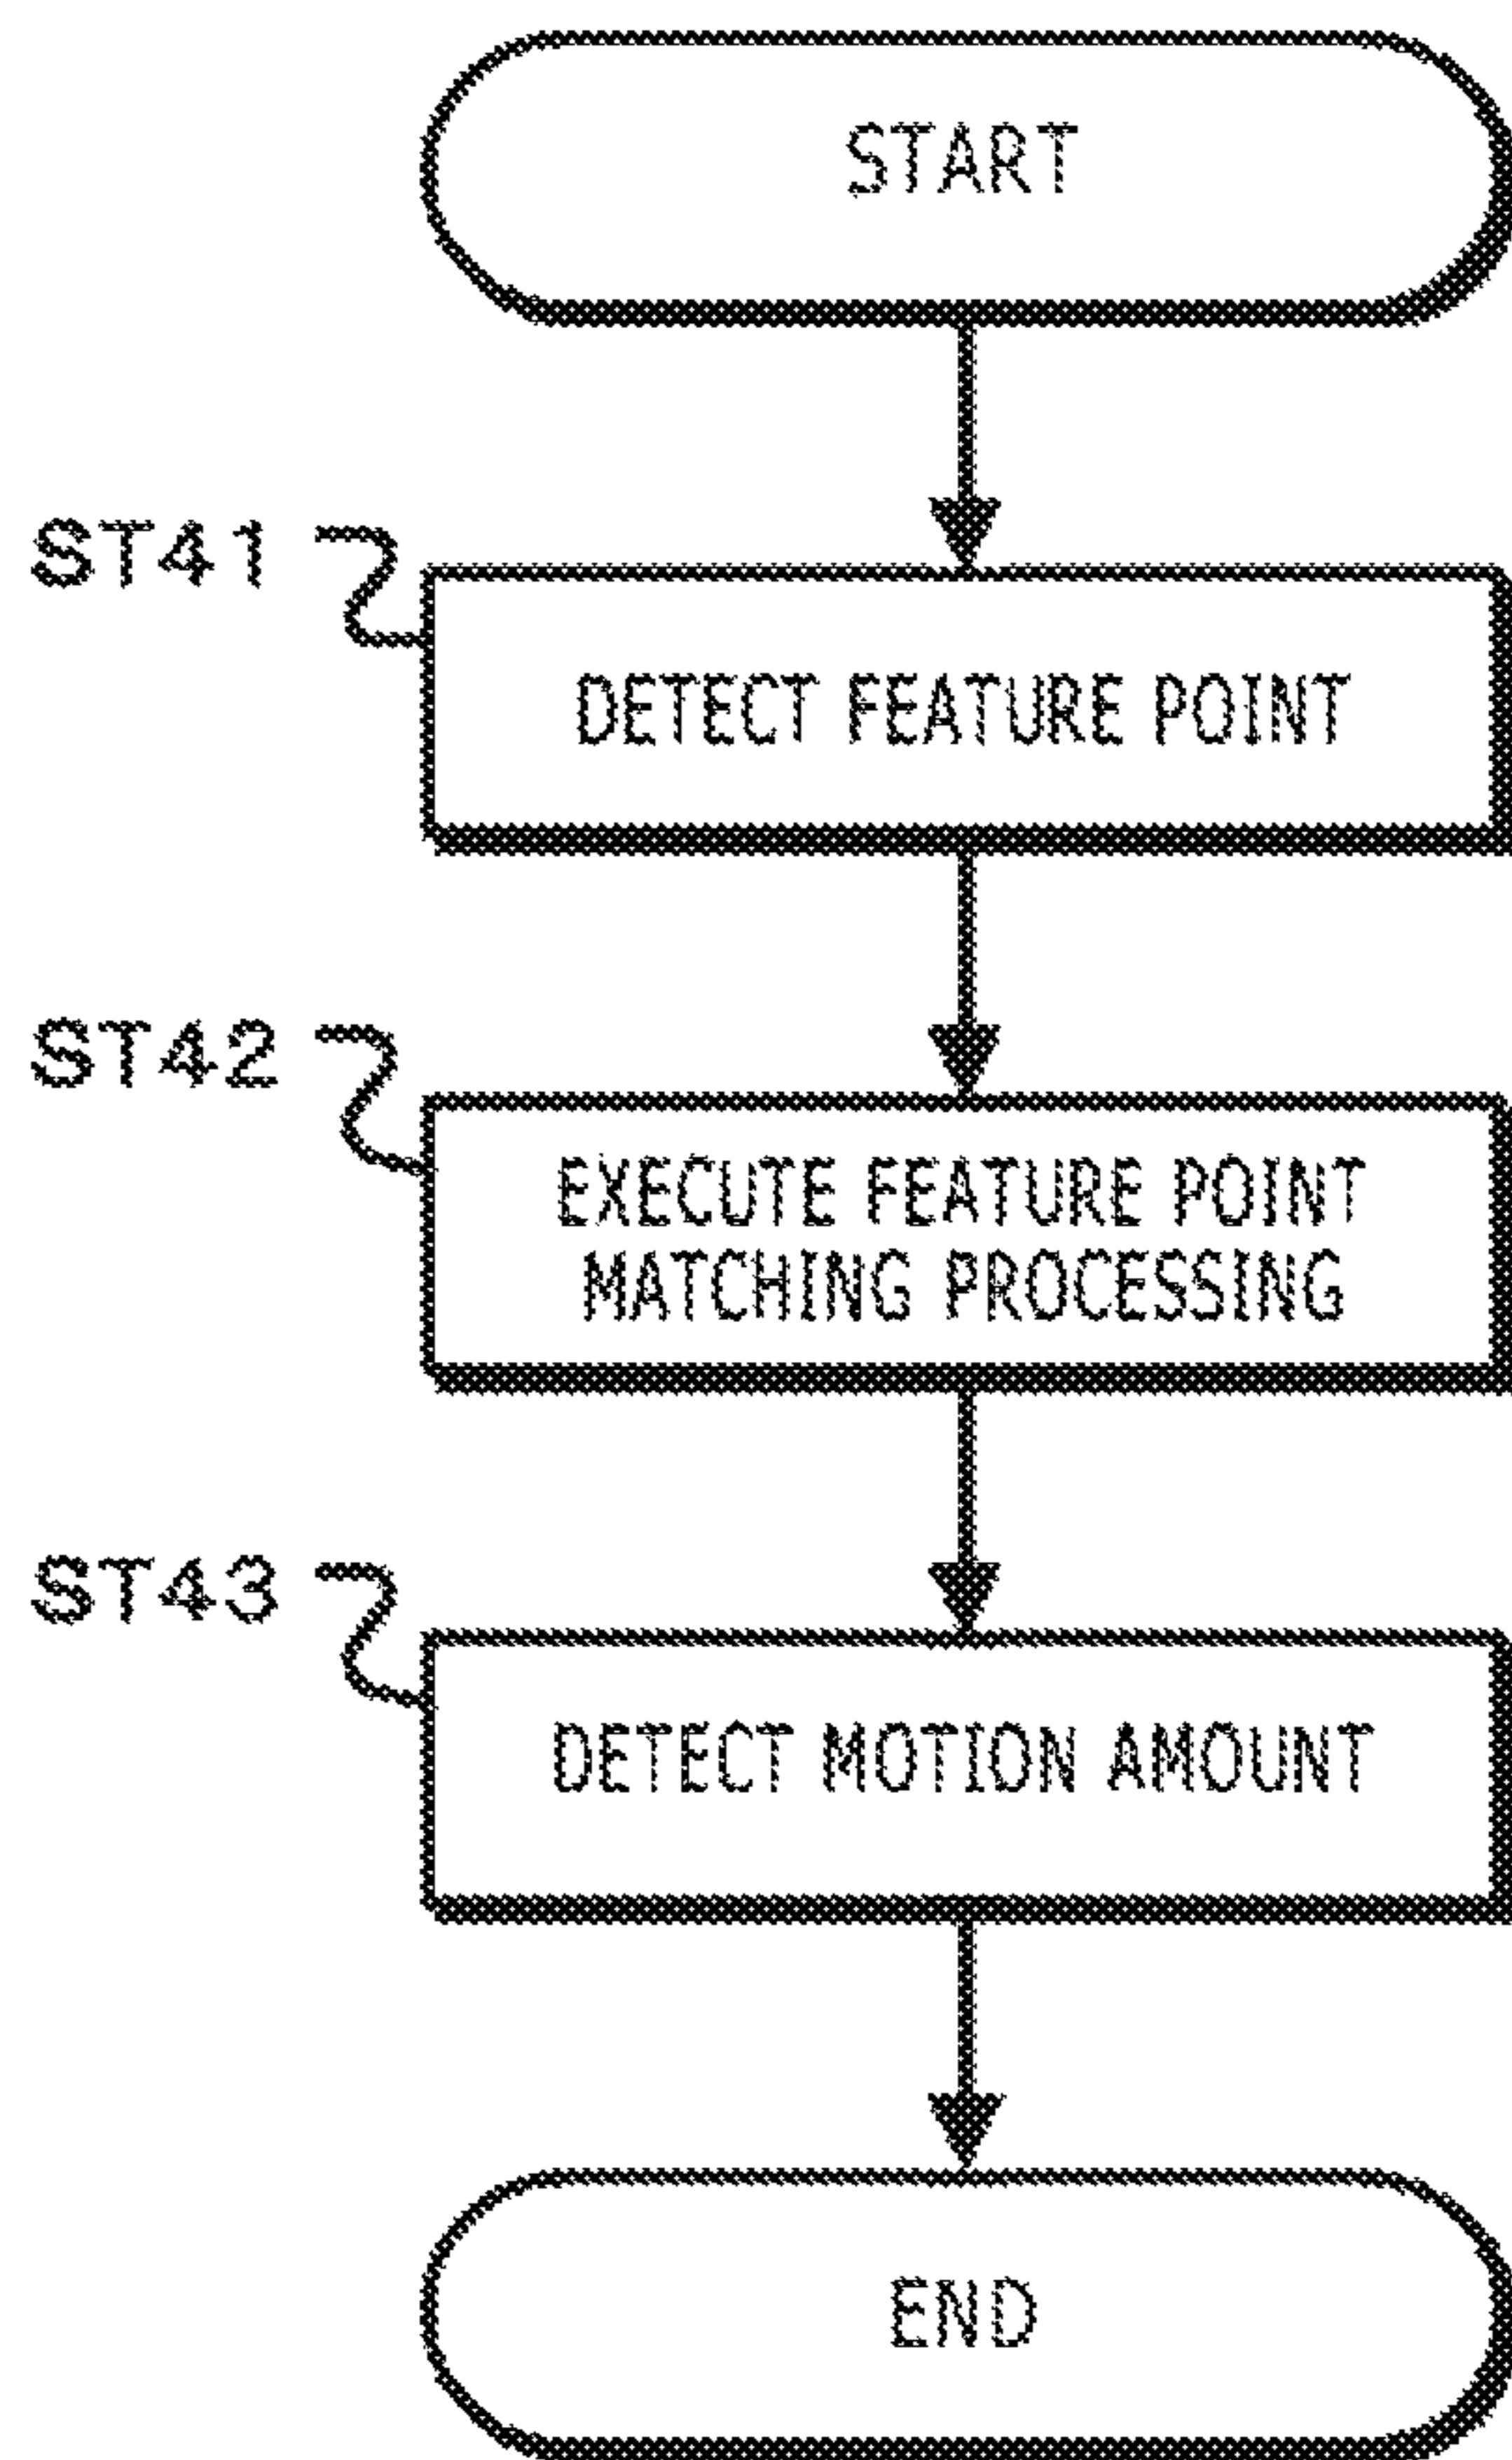 START
ST41
DETECT FEATURE POINT
ST42
EXECUTE FEATURE POINT
MATCHING PROCESSING
ST43
DETECT MOTION AMOUNT
END